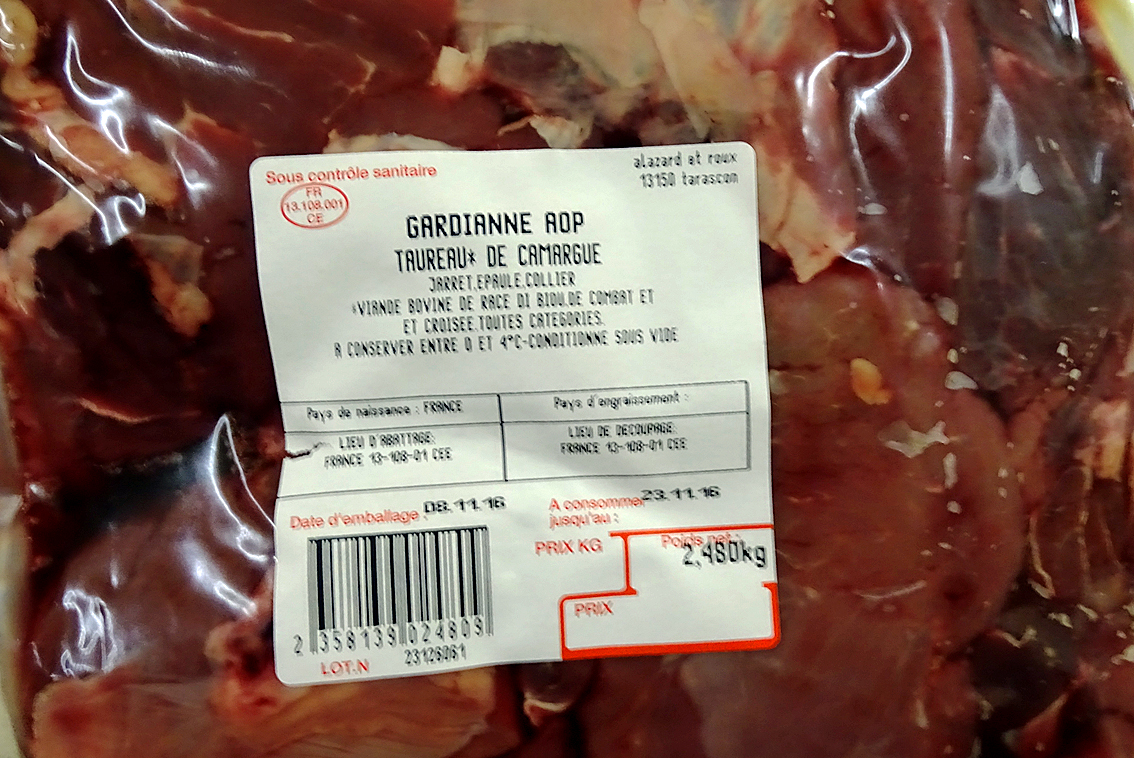 Sous contrôle sanitaire
FR
13.108.001
CE
alazard et roux
13150 tarascon
GARDIANNE AOP
TAUREAU* DE CAMARGUE
JARRET.EPAULE.COLLIER
*VIANDE BOVINE DE RACE DI BIOU.DE COMBAT ET
ET CROISEE.TOUTES CATEGORIES.
A CONSERVER ENTRE 0 ET 4°C-CONDITIONNE SOUS VIDE
Pays de naissance : FRANCE
Pays d'engraissement :
LIEU D'ABATTAGE:
FRANCE 13-108-01 CEE
LIEU DE DECOUPAGE:
FRANCE 13-108-01 CEE
Date d'emballage : 08.11.16
A consommer 23.11.16
jusqu'au :
PRIX KG
Poids net :
2,480kg
PRIX
2 358139 024809
LOT.N 23126061